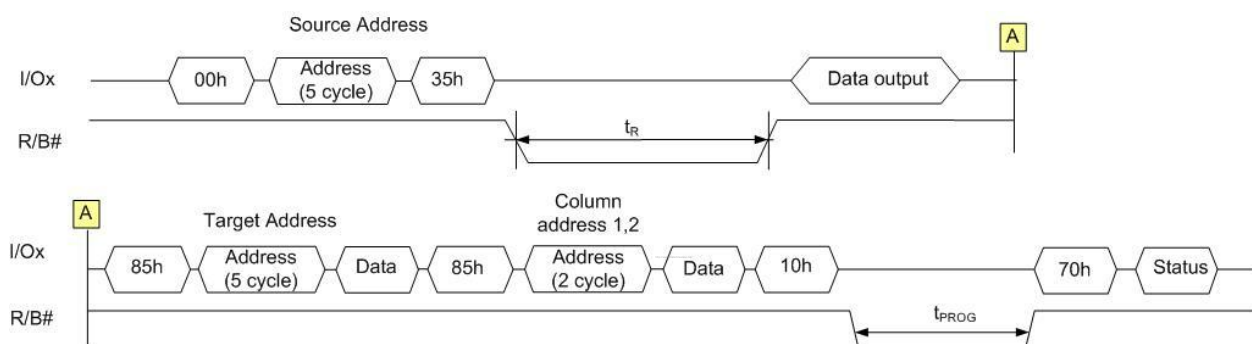 Source Address
A
I/Ox
00h
Address
(5 cycle)
35h
Data output
R/B#
tR
A
Target Address
Column
address 1,2
I/Ox
85h
Address
(5 cycle)
Data
85h
Address
(2 cycle)
Data
10h
70h
Status
R/B#
tPROG